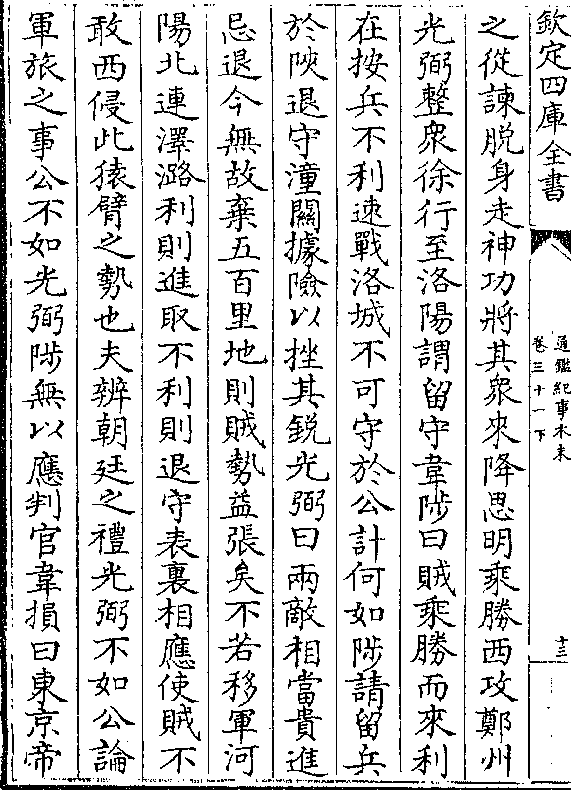 欽定四庫全書
通鑑紀事本末
卷三十一下
十三
之從諫脱身走神功將其衆來降思明乘勝西攻鄭州
光弼整衆徐行至洛陽謂留守韋陟曰賊乘勝而來利
在按兵不利速戰洛城不可守於公計何如陟請留兵
於陜退守潼關據險以挫其鋭光弼曰兩敵相當貴進
忌退今無故棄五百里地則賊勢益張矣不若移軍河
陽北連澤潞利則進取不利則退守表裏相應使賊不
敢西侵此猿臂之勢也夫辨朝廷之禮光弼不如公論
軍旅之事公不如光弼陟無以應判官韋損曰東京帝